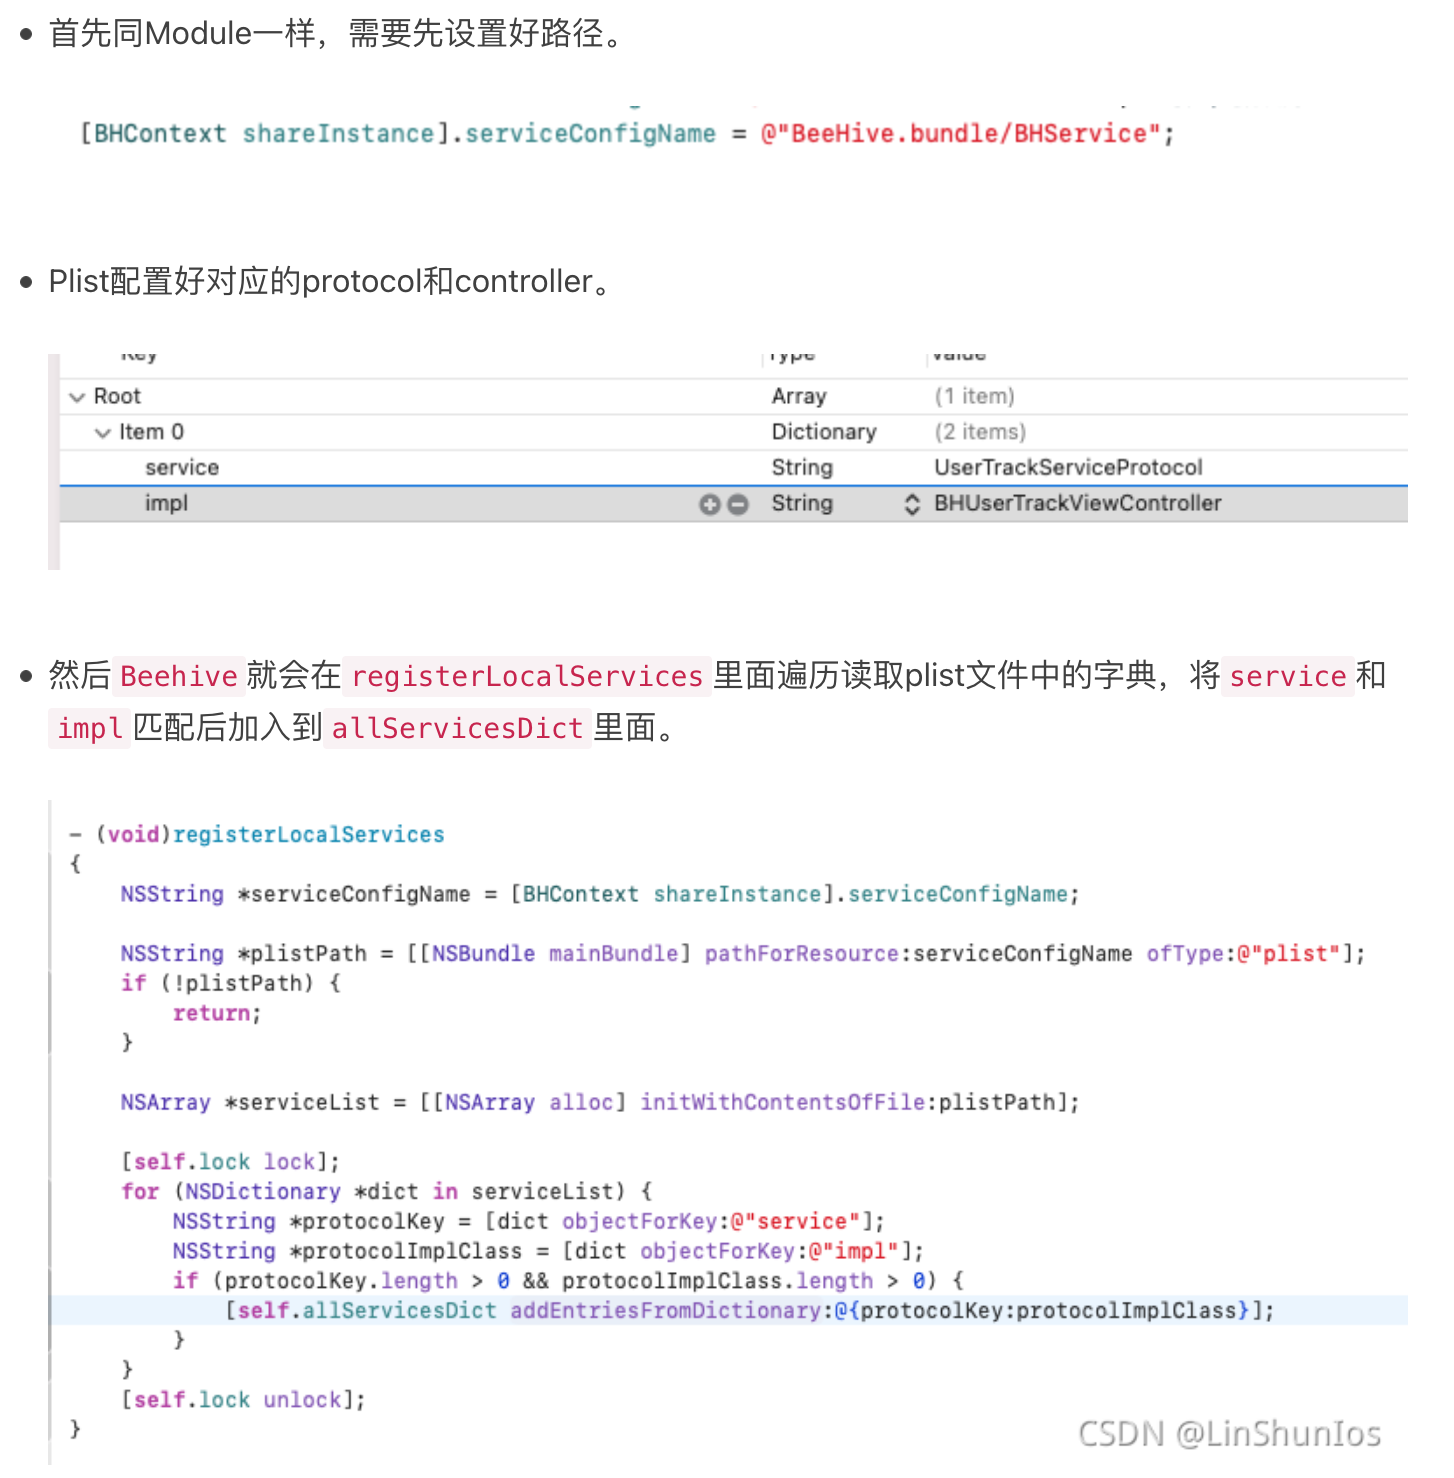 首先同Module一样，需要先设置好路径。
[BHContext shareInstance].serviceConfigName = @"BeeHive.bundle/BHService";
Plist配置好对应的protocol和controller。
Key Type Value
Root Array (1 item)
Item 0 Dictionary (2 items)
service String UserTrackServiceProtocol
impl String BHUserTrackViewController
然后Beehive就会在registerLocalServices里面遍历读取plist文件中的字典，将service和
impl匹配后加入到allServicesDict里面。
- (void)registerLocalServices
{
NSString *serviceConfigName = [BHContext shareInstance].serviceConfigName;
NSString *plistPath = [[NSBundle mainBundle] pathForResource:serviceConfigName ofType:@"plist"];
if (!plistPath) {
return;
}
NSArray *serviceList = [[NSArray alloc] initWithContentsOfFile:plistPath];
[self.lock lock];
for (NSDictionary *dict in serviceList) {
NSString *protocolKey = [dict objectForKey:@"service"];
NSString *protocolImplClass = [dict objectForKey:@"impl"];
if (protocolKey.length > 0 && protocolImplClass.length > 0) {
[self.allServicesDict addEntriesFromDictionary:@{protocolKey:protocolImplClass}];
}
}
[self.lock unlock];
}
CSDN @LinShunIos